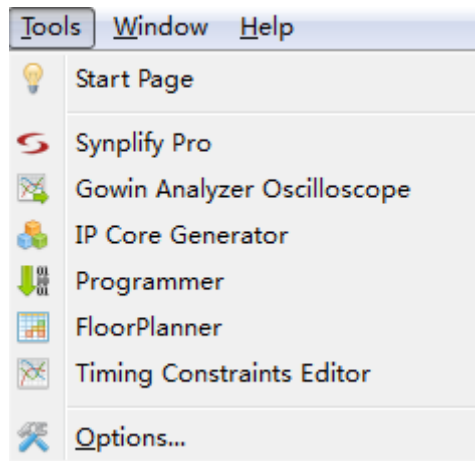 Tools Window Help
Start Page
Synplify Pro
Gowin Analyzer Oscilloscope
IP Core Generator
Programmer
FloorPlanner
Timing Constraints Editor
Options...